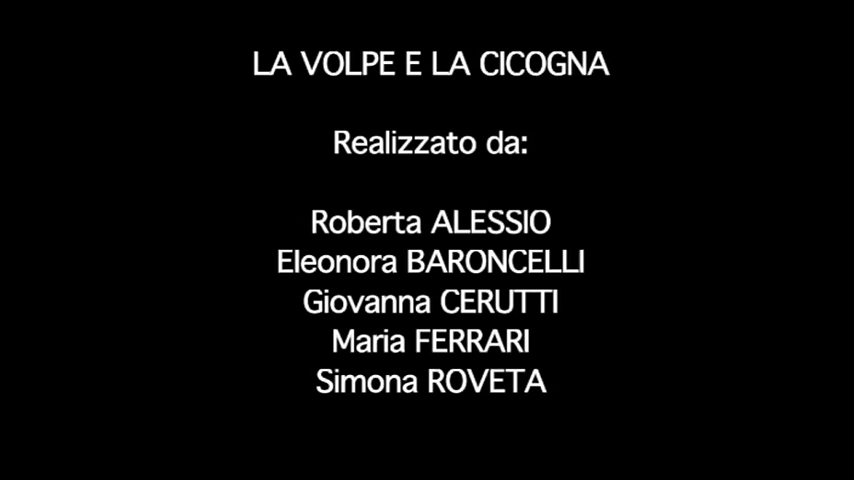 LA VOLPE E LA CICOGNA
Realizzato da:
Roberta ALESSIO
Eleonora BARONCELLI
Giovanna CERUTTI
Maria FERRARI
Simona ROVETA